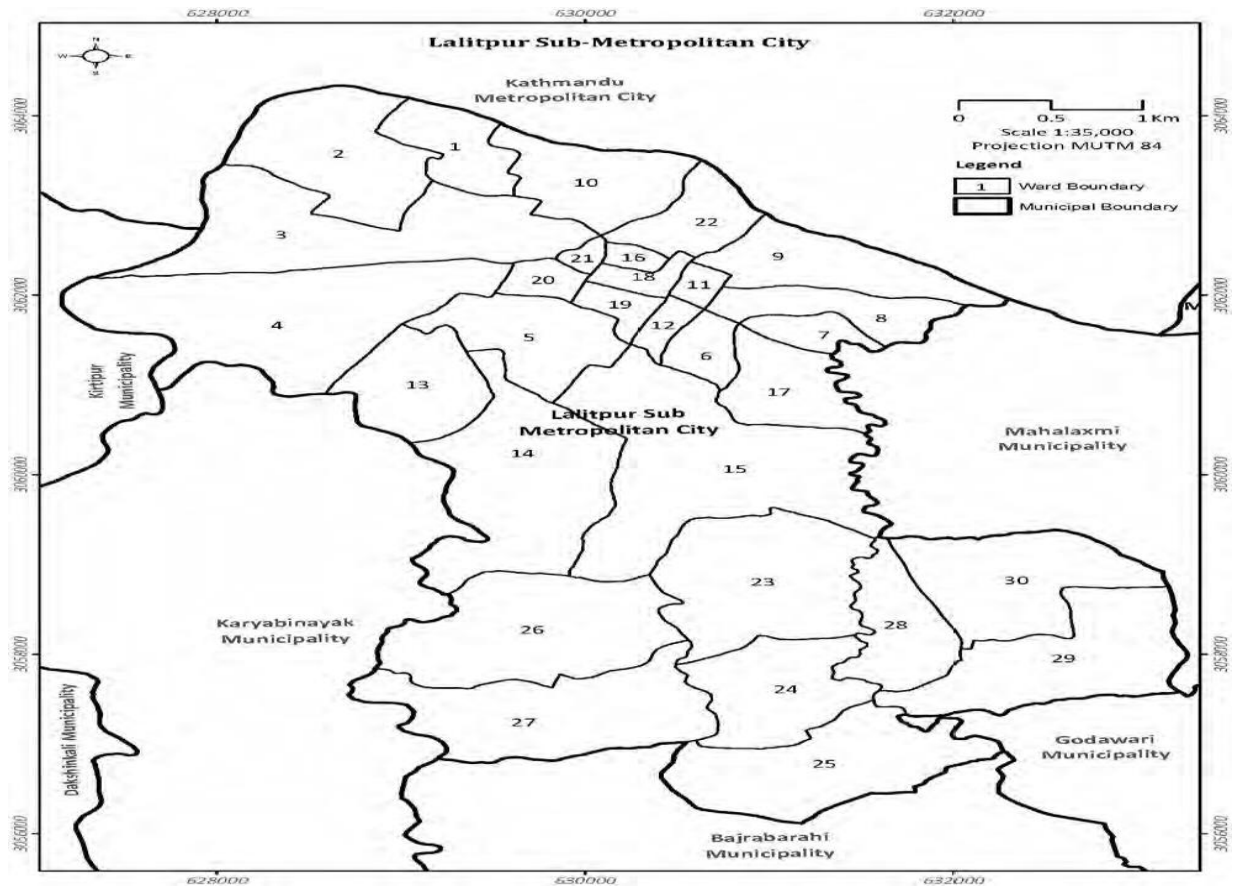 628000 630000 632000
Lalitpur Sub-Metropolitan City
N
W E
S
Kathmandu
Metropolitan City
3064000 3064000
0 0.5 1 Km
Scale 1:35,000
Projection MUTM 84
Legend
1 Ward Boundary
Municipal Boundary
2 1 10
3 22
21 16 9
18
20 11
3062000 3062000
19
4 5 12 7 8
6
Kirtipur
Municipality
13 17
Lalitpur Sub
Metropolitan City
14 15
Mahalaxmi
Municipality
3060000 3060000
23 30
26 28
Karyabinayak
Municipality
3058000 3058000
29
24
27
Dakshinkali Municipality
25
Godawari
Municipality
3056000 3056000
Bajrabarahi
Municipality
628000 630000 632000